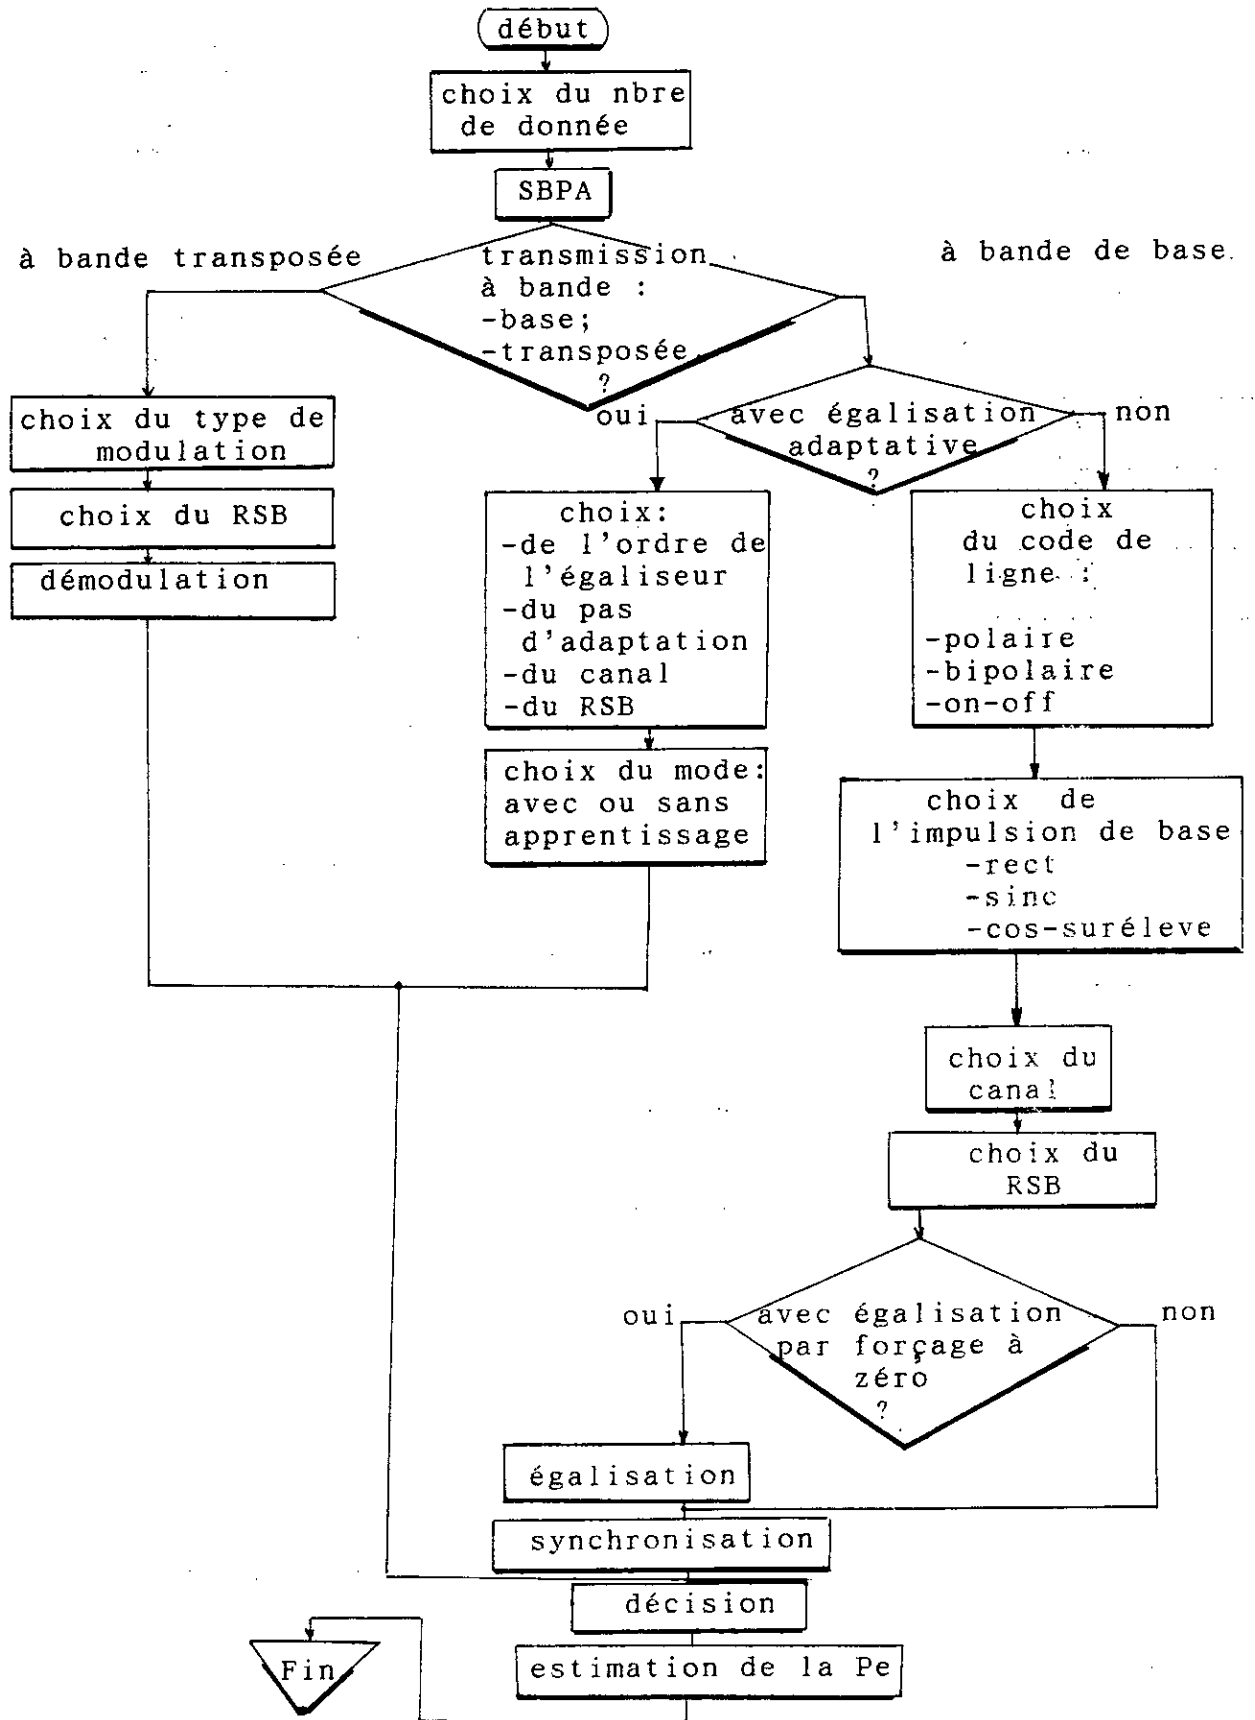 début
choix du nbre
de donnée
SBPA
à bande transposée
transmission
à bande :
-base;
-transposée
?
à bande de base.
choix du type de
modulation
choix du RSB
démodulation
oui
avec égalisation
adaptative
?
non
choix:
-de l'ordre de
l'égaliseur
-du pas
d'adaptation
-du canal
-du RSB
choix du mode:
avec ou sans
apprentissage
choix
du code de
ligne :
-polaire
-bipolaire
-on-off
choix de
l'impulsion de base
-rect
-sinc
-cos-suréleve
choix du
canal
choix du
RSB
oui
avec égalisation
par forçage à
zéro
?
non
égalisation
synchronisation
décision
estimation de la Pe
Fin